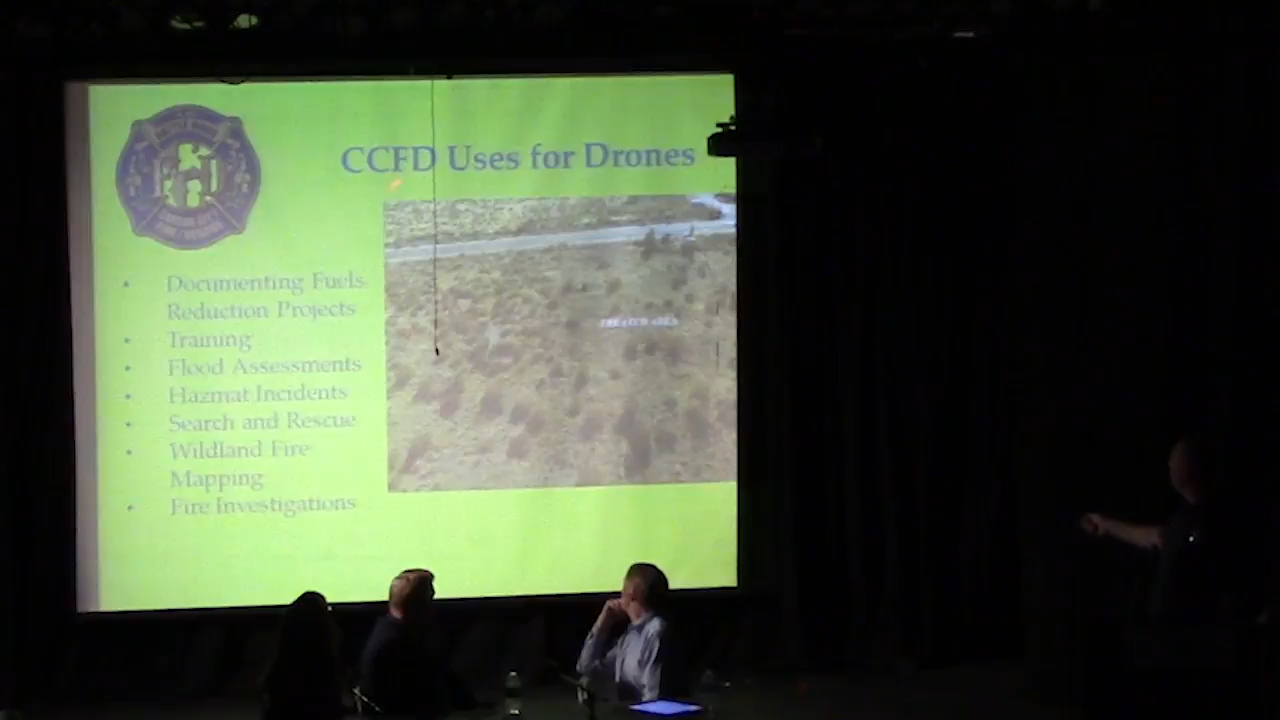 CCFD Uses for Drones
• Documenting Fuels
Reduction Projects
• Training
• Flood Assessments
• Hazmat Incidents
• Search and Rescue
• Wildland Fire
Mapping
• Fire Investigations